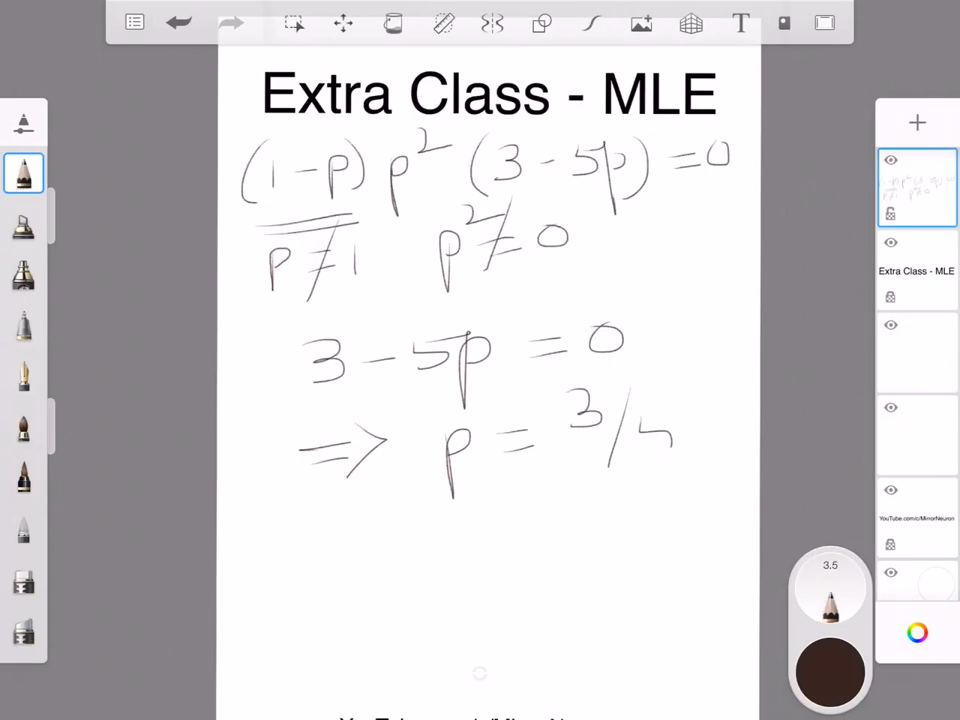 Extra Class - MLE
(1-p) p² (3-5p) = 0
p ≠ 1 p² ≠ 0
3 - 5p = 0
⇒ p = 3/
3.5
Extra Class - MLE
YouTube.com/c/MinorNeuron